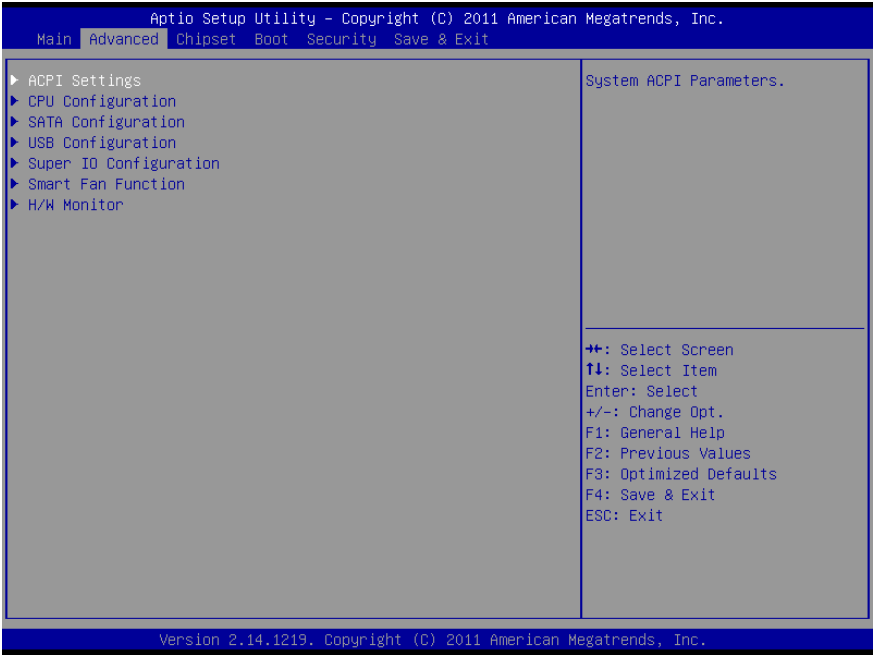 Aptio Setup Utility – Copyright (C) 2011 American Megatrends, Inc.
Main Advanced Chipset Boot Security Save & Exit
▶ ACPI Settings
▶ CPU Configuration
▶ SATA Configuration
▶ USB Configuration
▶ Super IO Configuration
▶ Smart Fan Function
▶ H/W Monitor
System ACPI Parameters.
→←: Select Screen
↑↓: Select Item
Enter: Select
+/-: Change Opt.
F1: General Help
F2: Previous Values
F3: Optimized Defaults
F4: Save & Exit
ESC: Exit
Version 2.14.1219. Copyright (C) 2011 American Megatrends, Inc.